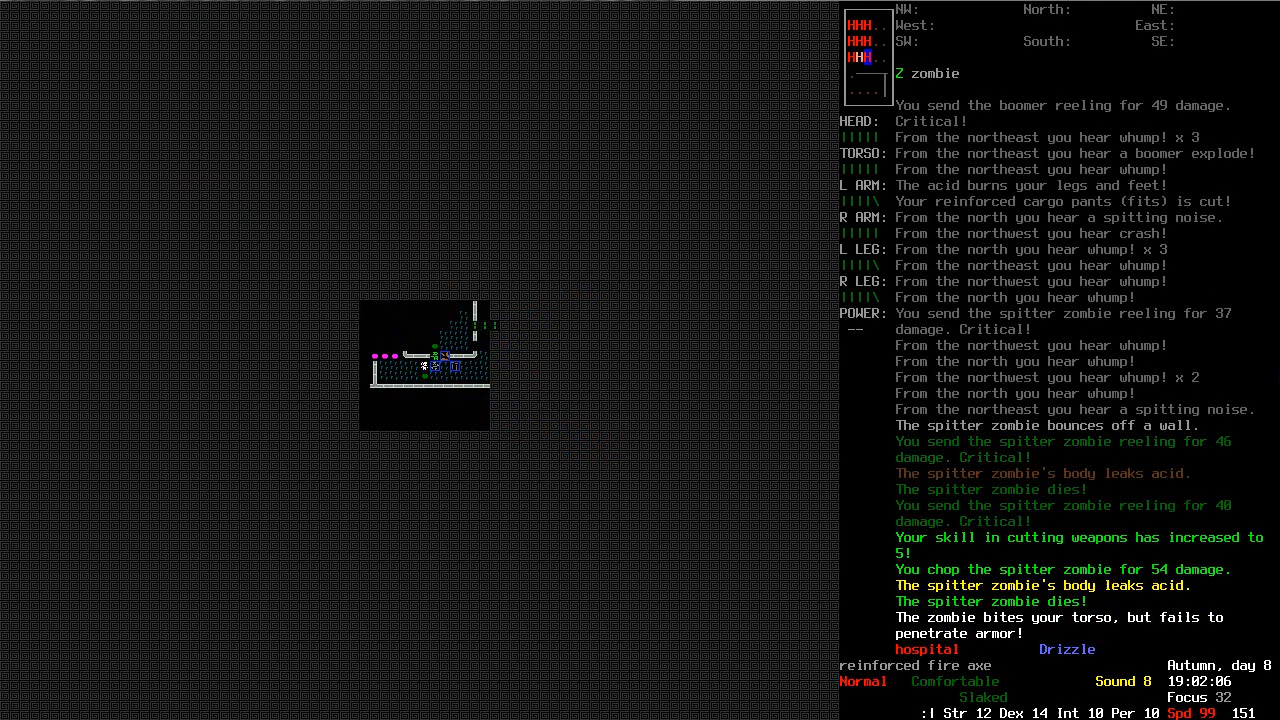 NW: North: NE:
West: East:
SW: South: SE:
HHH..
HHH..
HHH..
Z zombie
You send the boomer reeling for 49 damage.
HEAD: Critical!
||||| From the northeast you hear whump! x 3
TORSO: From the northeast you hear a boomer explode!
||||| From the northeast you hear whump!
L ARM: The acid burns your legs and feet!
||||\ Your reinforced cargo pants (fits) is cut!
R ARM: From the north you hear a spitting noise.
||||| From the northwest you hear crash!
L LEG: From the north you hear whump! x 3
||||\ From the northeast you hear whump!
R LEG: From the northeast you hear whump!
||||\ From the north you hear whump!
POWER: You send the spitter zombie reeling for 37
-- damage. Critical!
From the northwest you hear whump!
From the north you hear whump!
From the northwest you hear whump! x 2
From the north you hear whump!
From the northeast you hear a spitting noise.
The spitter zombie bounces off a wall.
You send the spitter zombie reeling for 46
damage. Critical!
The spitter zombie's body leaks acid.
The spitter zombie dies!
You send the spitter zombie reeling for 40
damage. Critical!
Your skill in cutting weapons has increased to
5!
You chop the spitter zombie for 54 damage.
The spitter zombie's body leaks acid.
The spitter zombie dies!
The zombie bites your torso, but fails to
penetrate armor!
hospital Drizzle
reinforced fire axe Autumn, day 8
Normal Comfortable Sound 8 19:02:06
Slaked Focus 32
:| Str 12 Dex 14 Int 10 Per 10 Spd 99 151